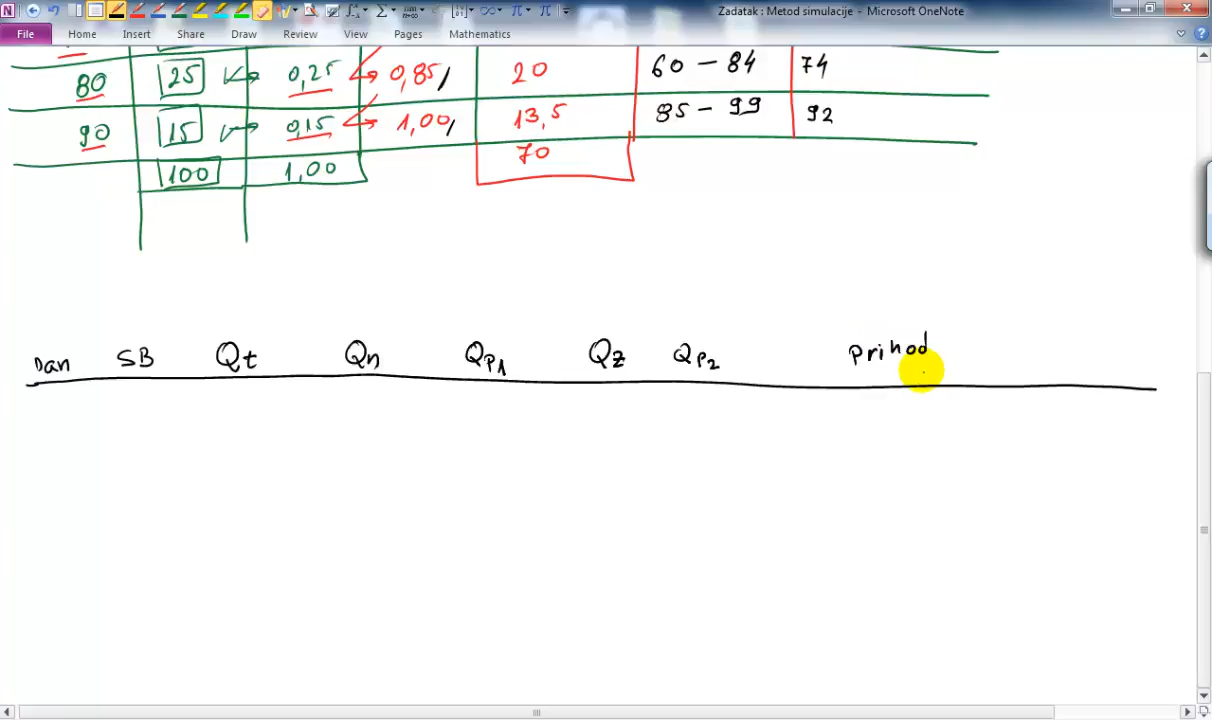 Zadatak : Metod simulacije - Microsoft OneNote
File Home Insert Share Draw Review View Pages Mathematics
80 25 0,25 0,85 20 60 - 84 74
90 15 0,15 1,00 13,5 85 - 99 92
100 1,00 70
Dan SB Qt Qn Qp1 Qz Qp2 Prihod